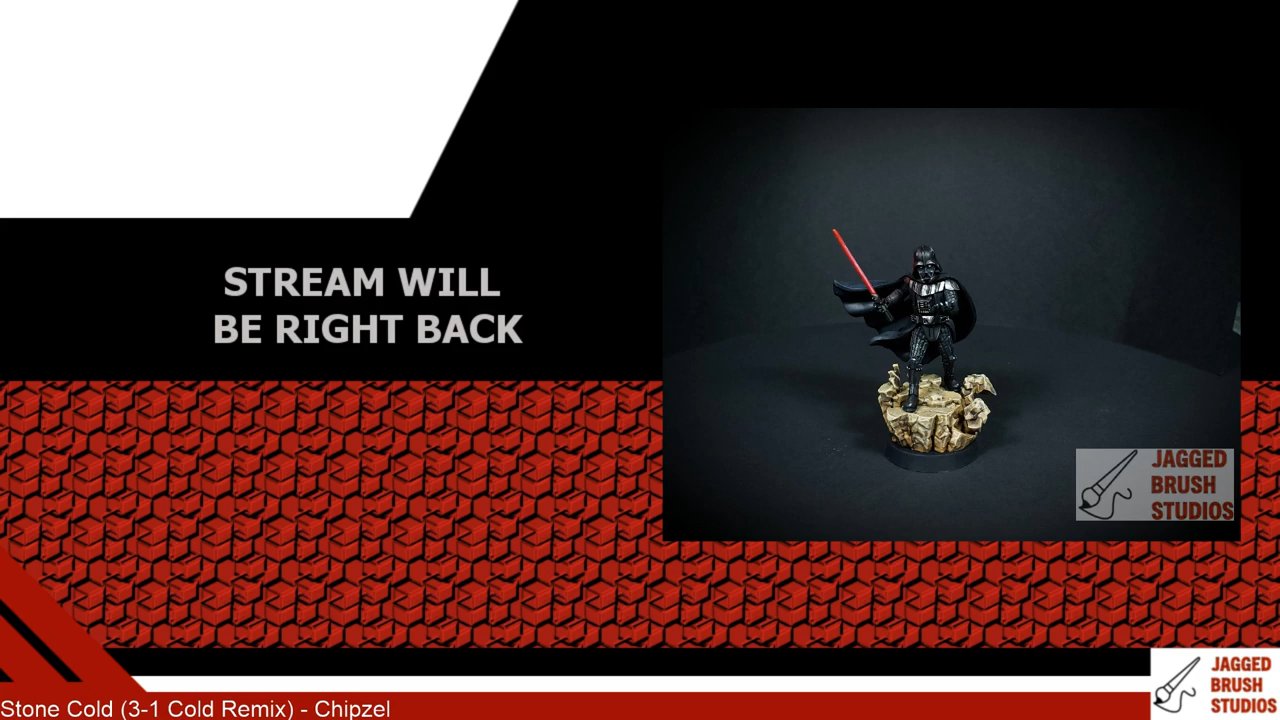 STREAM WILL
BE RIGHT BACK
JAGGED
BRUSH
STUDIOS
JAGGED
BRUSH
STUDIOS
Stone Cold (3-1 Cold Remix) - Chipzel